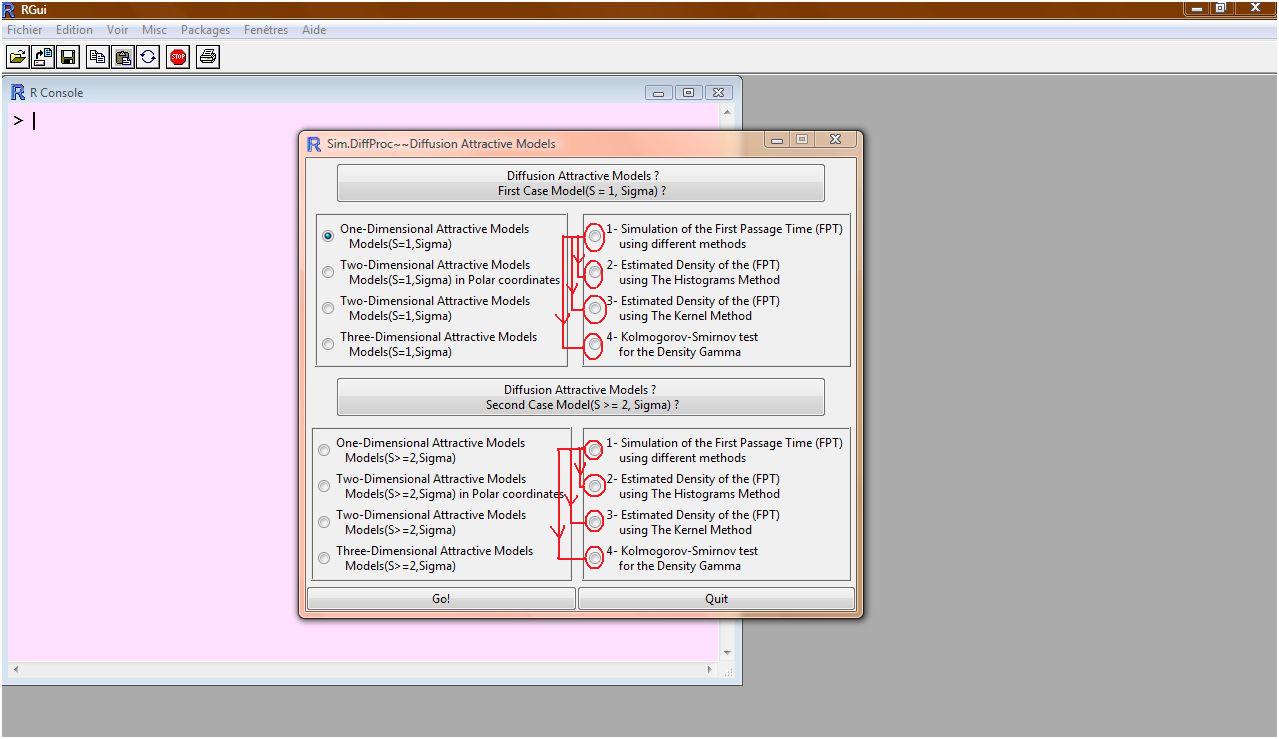 RGui
Fichier Edition Voir Misc Packages Fenêtres Aide
STOP
R Console
>
Sim.DiffProc~~Diffusion Attractive Models
Diffusion Attractive Models ?
First Case Model(S = 1, Sigma) ?
One-Dimensional Attractive Models
Models(S=1,Sigma)
Two-Dimensional Attractive Models
Models(S=1,Sigma) in Polar coordinates
Two-Dimensional Attractive Models
Models(S=1,Sigma)
Three-Dimensional Attractive Models
Models(S=1,Sigma)
1- Simulation of the First Passage Time (FPT)
using different methods
2- Estimated Density of the (FPT)
using The Histograms Method
3- Estimated Density of the (FPT)
using The Kernel Method
4- Kolmogorov-Smirnov test
for the Density Gamma
Diffusion Attractive Models ?
Second Case Model(S >= 2, Sigma) ?
One-Dimensional Attractive Models
Models(S>=2,Sigma)
Two-Dimensional Attractive Models
Models(S>=2,Sigma) in Polar coordinates
Two-Dimensional Attractive Models
Models(S>=2,Sigma)
Three-Dimensional Attractive Models
Models(S>=2,Sigma)
1- Simulation of the First Passage Time (FPT)
using different methods
2- Estimated Density of the (FPT)
using The Histograms Method
3- Estimated Density of the (FPT)
using The Kernel Method
4- Kolmogorov-Smirnov test
for the Density Gamma
Go!
Quit